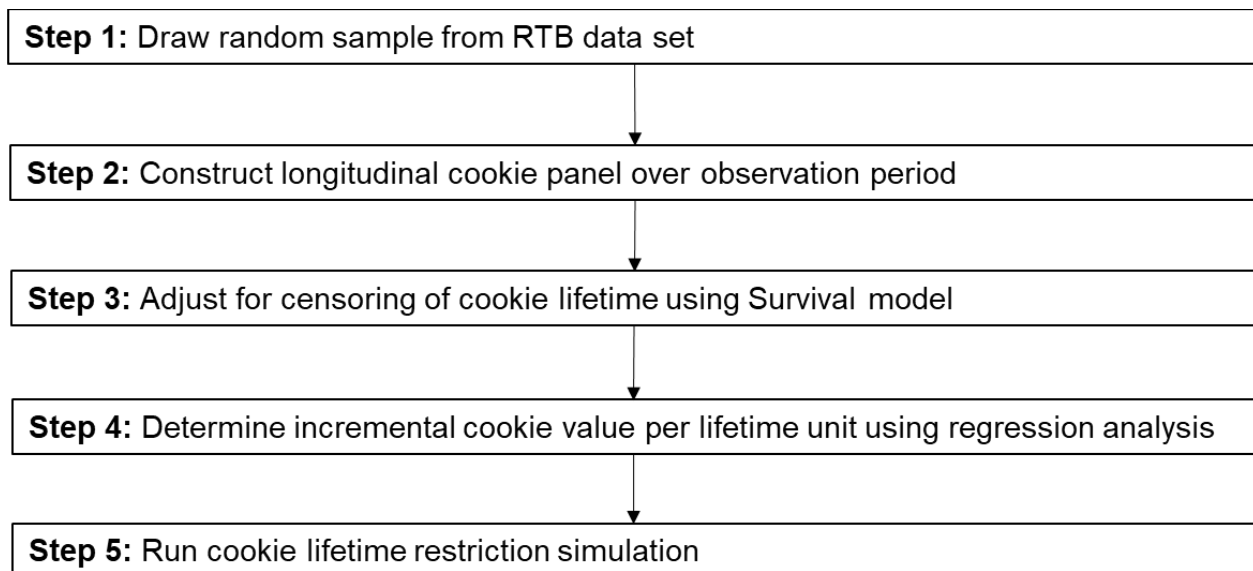 Step 1: Draw random sample from RTB data set
Step 2: Construct longitudinal cookie panel over observation period
Step 3: Adjust for censoring of cookie lifetime using Survival model
Step 4: Determine incremental cookie value per lifetime unit using regression analysis
Step 5: Run cookie lifetime restriction simulation